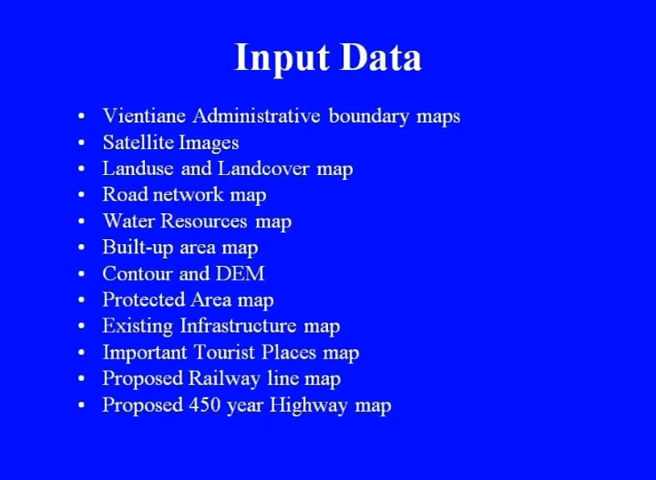 Input Data
• Vientiane Administrative boundary maps
• Satellite Images
• Landuse and Landcover map
• Road network map
• Water Resources map
• Built-up area map
• Contour and DEM
• Protected Area map
• Existing Infrastructure map
• Important Tourist Places map
• Proposed Railway line map
• Proposed 450 year Highway map